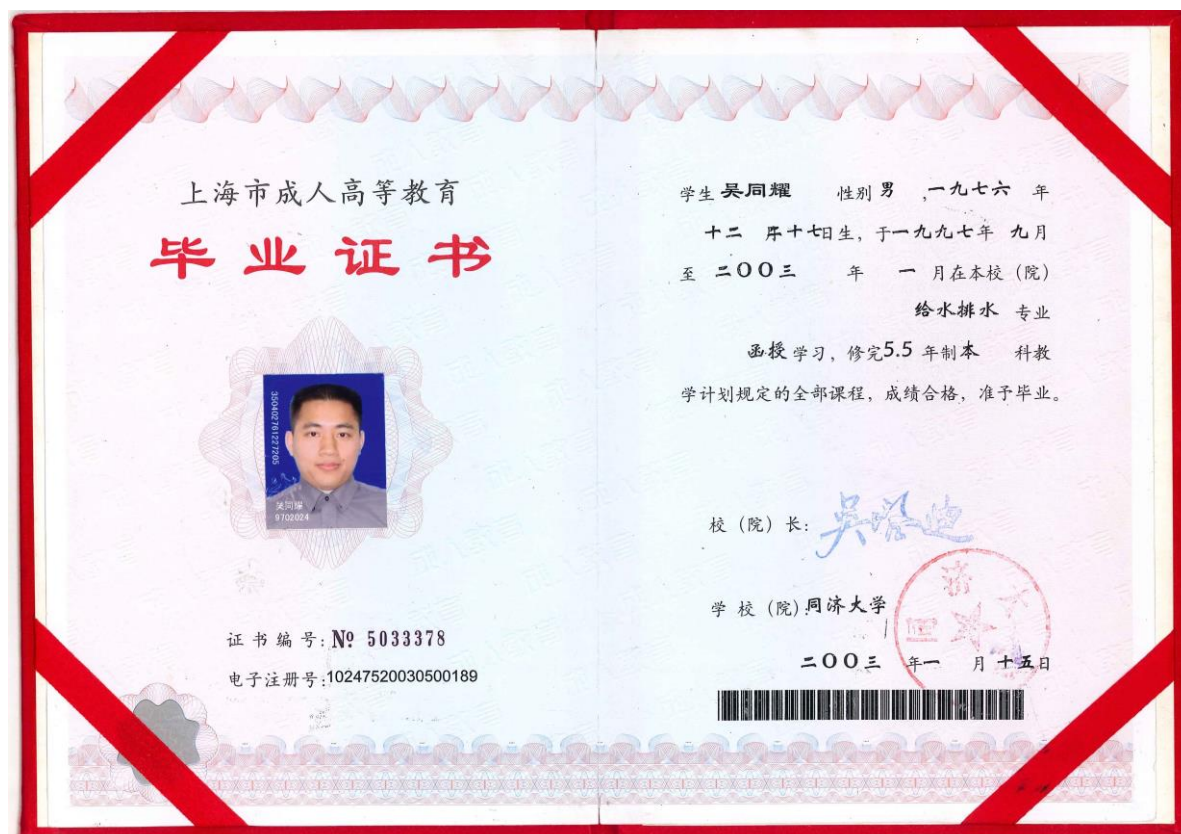 上海市成人高等教育
毕业证书
350402761227205
吴同耀
9702024
证书编号:№ 5033378
电子注册号:10247520030500189
学生 吴同耀 性别 男 ,一九七六 年
十二 月十七日生, 于一九九七年 九月
至 二〇〇三 年 一 月在本校(院)
给水排水 专业
函授 学习, 修完5.5 年制本 科教
学计划规定的全部课程, 成绩合格, 准予毕业。
校(院)长: 吴启迪
学校(院):同济大学
二〇〇三 年一 月十五日